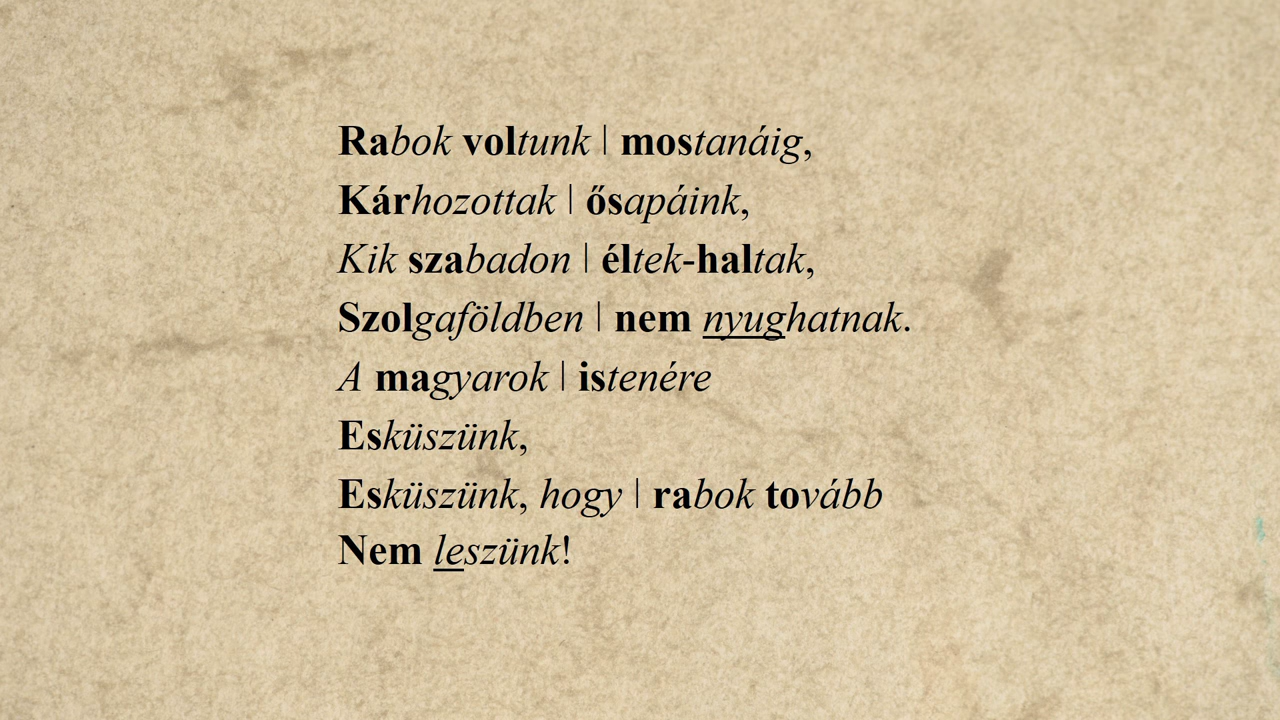 Rabok voltunk | mostanáig,
Kárhozottak | ősapáink,
Kik szabadon | éltek-haltak,
Szolgaföldben | nem nyughatnak.
A magyarok | istenére
Esküszünk,
Esküszünk, hogy | rabok tovább
Nem leszünk!